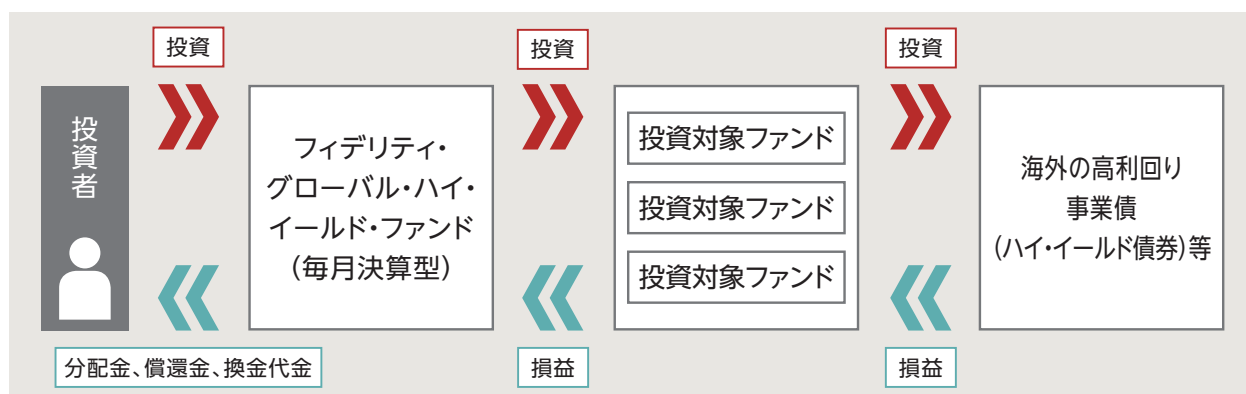 投資
投資
投資
投資者
フィデリティ・
グローバル・ハイ・
イールド・ファンド
（毎月決算型）
投資対象ファンド
投資対象ファンド
投資対象ファンド
海外の高利回り
事業債
（ハイ・イールド債券）等
分配金、償還金、換金代金
損益
損益